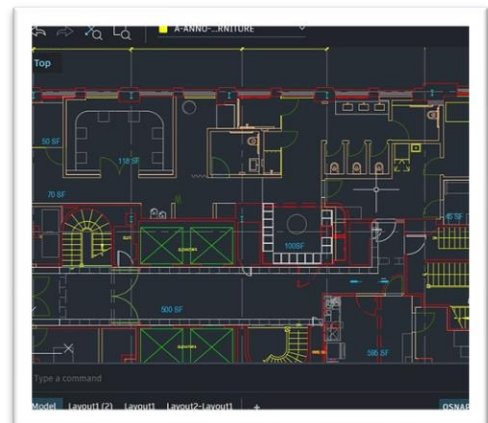 A-ANNO-...RNITURE
Top
50 SF
118 SF
70 SF
45 SF
100SF
500 SF
595 SF
Type a command
Model Layout1 (2) Layout1 Layout2-Layout1 + OSNAP